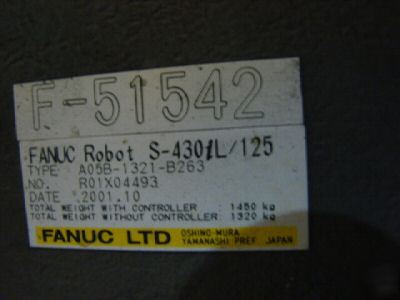 F-51542
FANUC Robot S-430iL/125
TYPE A05B-1321-B263
NO. R01X04493
DATE 2001.10
TOTAL WEIGHT WITH CONTROLLER : 1450 kg
TOTAL WEIGHT WITHOUT CONTROLLER : 1320 kg
FANUC LTD OSHINO-MURA
YAMANASHI PREF. JAPAN